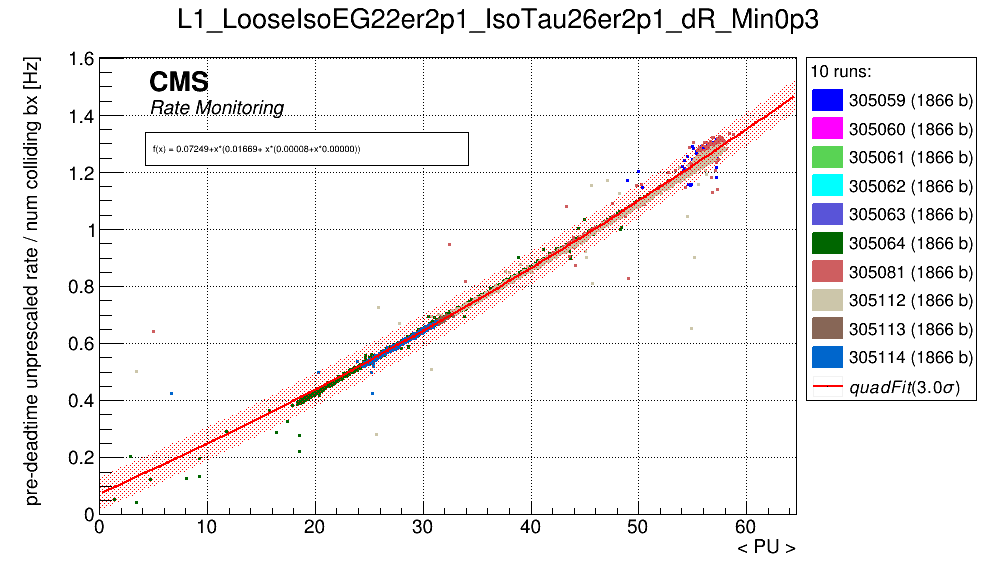 L1_LooseIsoEG22er2p1_IsoTau26er2p1_dR_Min0p3
pre-deadtime unprescaled rate / num colliding bx [Hz]
1.6
1.4
1.2
1
0.8
0.6
0.4
0.2
0
CMS
Rate Monitoring
f(x) = 0.07249+x*(0.01669+ x*(0.00008+x*0.00000))
0 10 20 30 40 50 60
< PU >
10 runs:
305059 (1866 b)
305060 (1866 b)
305061 (1866 b)
305062 (1866 b)
305063 (1866 b)
305064 (1866 b)
305081 (1866 b)
305112 (1866 b)
305113 (1866 b)
305114 (1866 b)
quadFit(3.0σ)